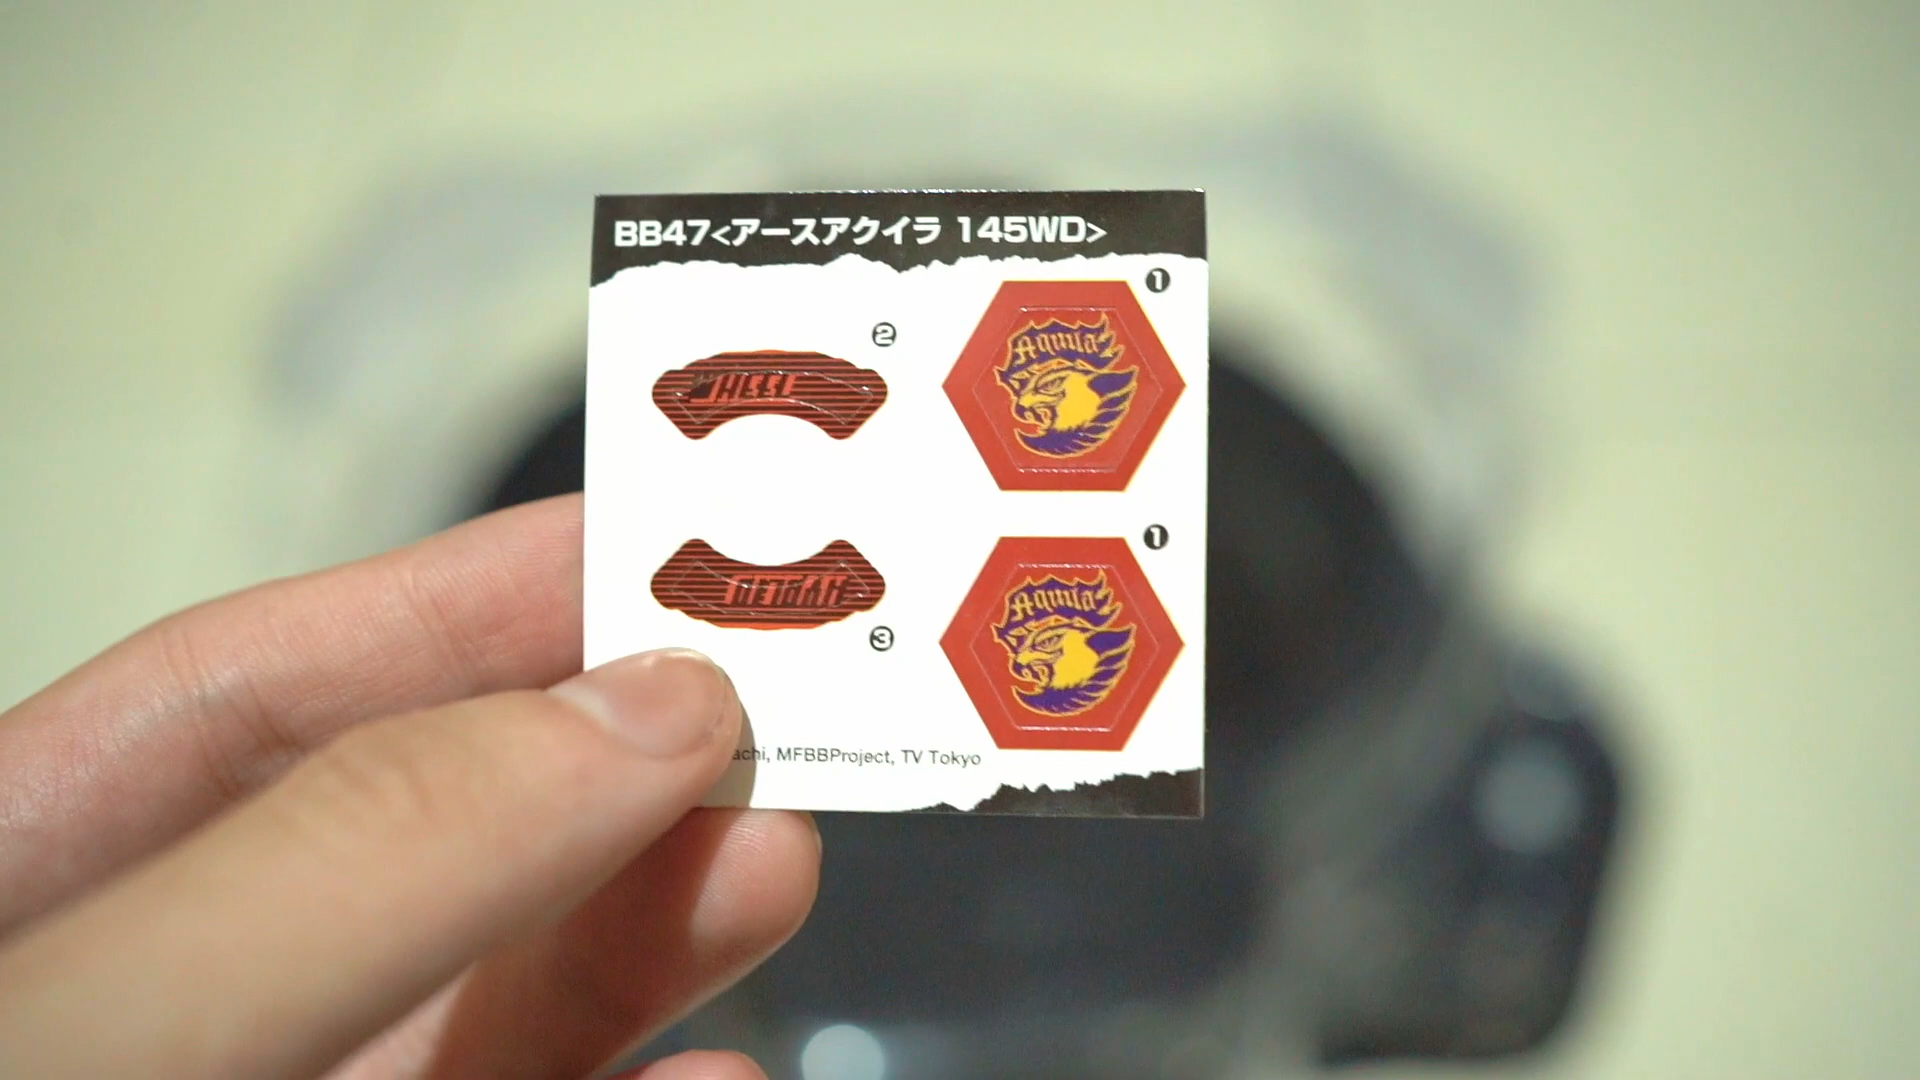 BB47<アースアクイラ 145WD>
❶
Aquila
❷
WHEEL
❶
Aquila
❸
achi, MFBBProject, TV Tokyo